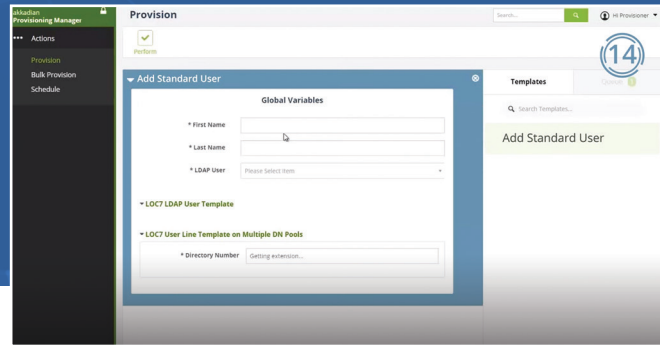 akkadian
Provisioning Manager
Provision
Search...
Hi Provisioner
Actions
Provision
Bulk Provision
Schedule
Perform
14
Add Standard User
Global Variables
* First Name
* Last Name
* LDAP User
Please Select Item
LOC7 LDAP User Template
LOC7 User Line Template on Multiple DN Pools
* Directory Number
Getting extension...
Templates
Search Templates...
Add Standard User